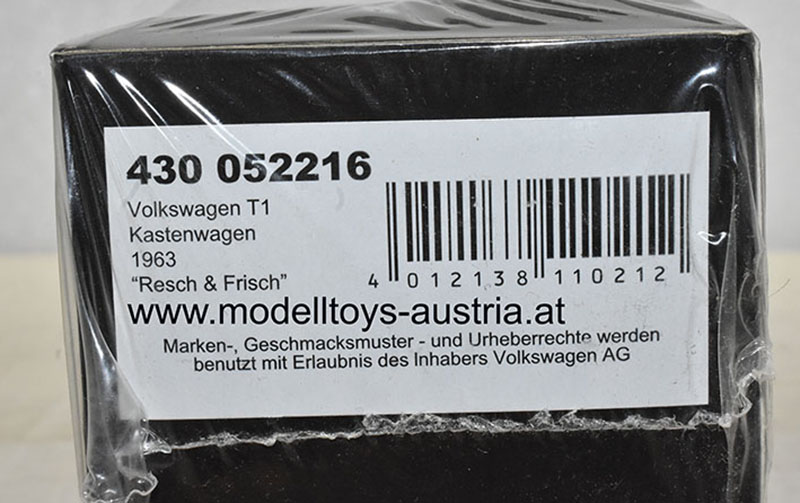 430 052216
Volkswagen T1
Kastenwagen
1963
“Resch & Frisch”
4 012138 110212
www.modelltoys-austria.at
Marken-, Geschmacksmuster - und Urheberrechte werden
benutzt mit Erlaubnis des Inhabers Volkswagen AG